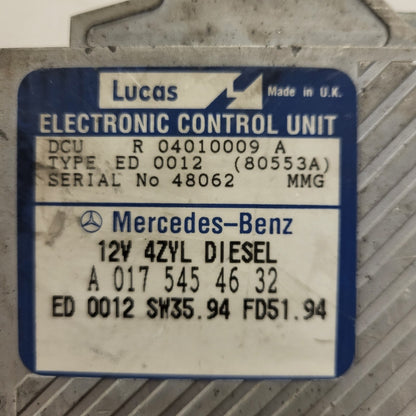 Lucas Made in U.K.
ELECTRONIC CONTROL UNIT
DCU R 04010009 A
TYPE ED 0012 (80553A)
SERIAL No 48062 MMG
Mercedes-Benz
12V 4ZYL DIESEL
A 017 545 46 32
ED 0012 SW35.94 FD51.94